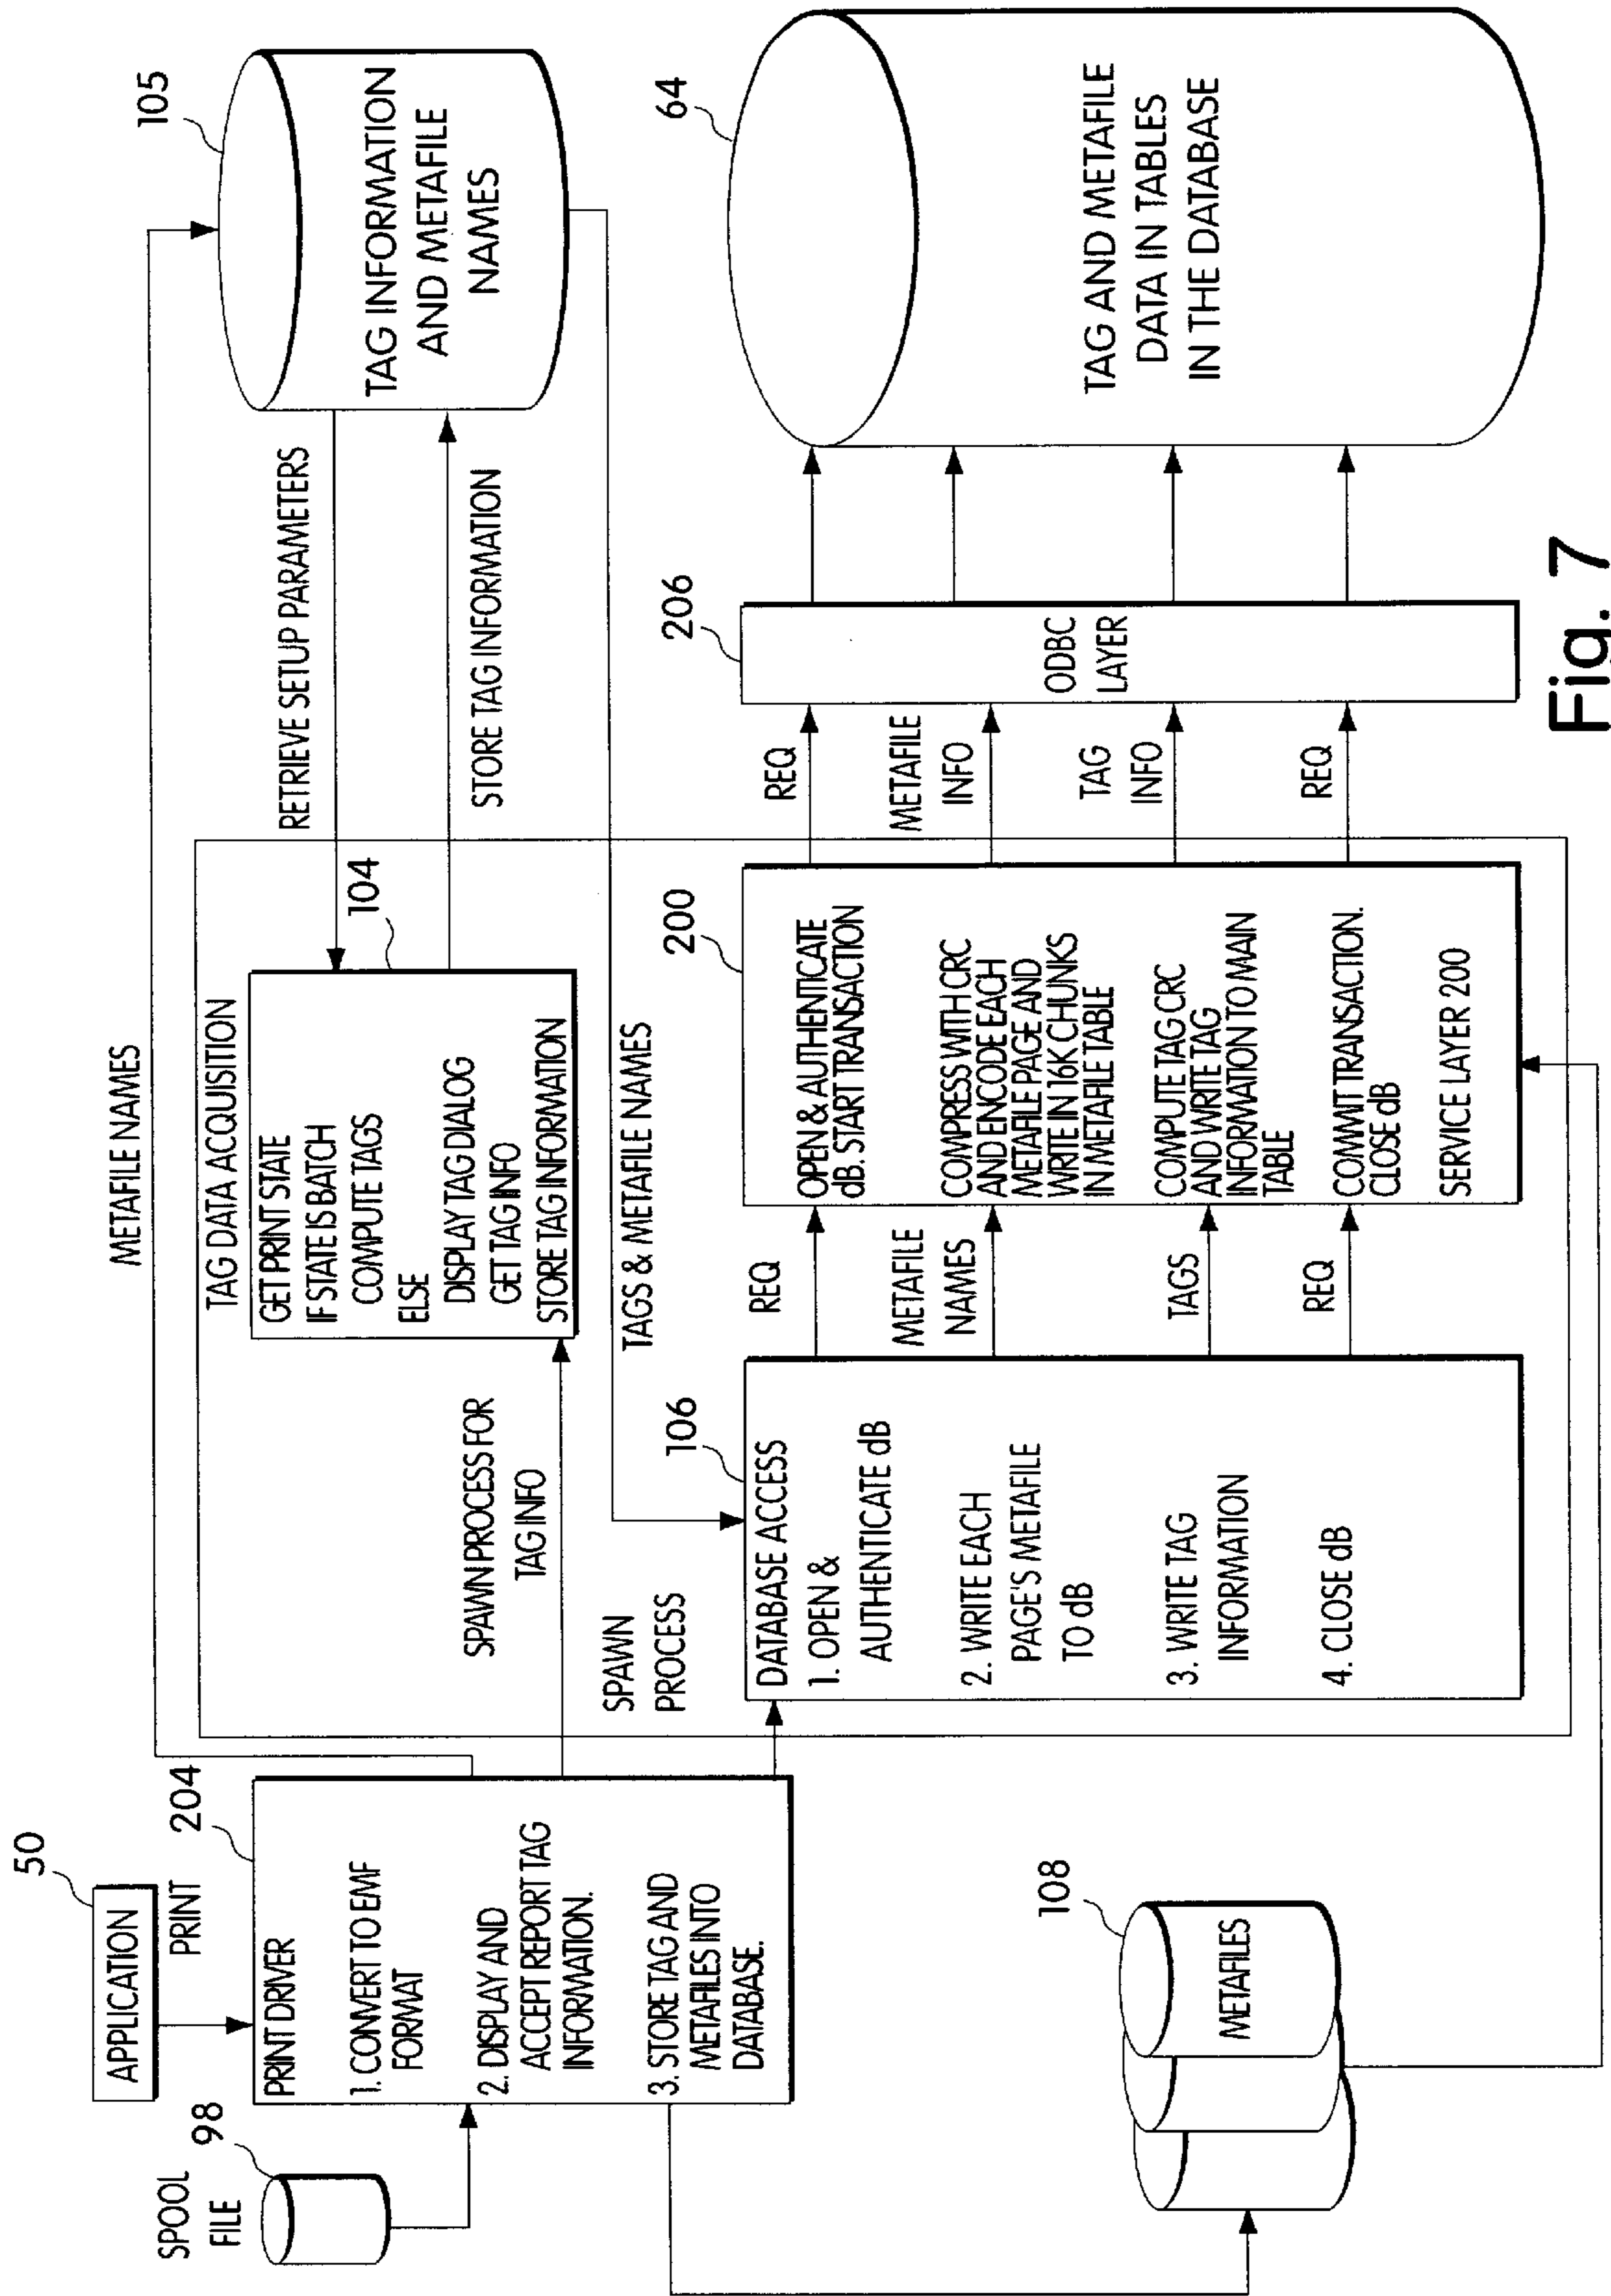 50
APPLICATION
PRINT
SPOOL
FILE
98
204
PRINT DRIVER
1. CONVERT TO EMF
FORMAT
2. DISPLAY AND
ACCEPT REPORT TAG
INFORMATION.
3. STORE TAG AND
METAFILES INTO
DATABASE.
METAFILE NAMES
TAG DATA ACQUISITION
104
GET PRINT STATE
IF STATE IS BATCH
COMPUTE TAGS
ELSE
DISPLAY TAG DIALOG
GET TAG INFO
STORE TAG INFORMATION
SPAWN PROCESS FOR
TAG INFO
RETRIEVE SETUP PARAMETERS
STORE TAG INFORMATION
105
TAG INFORMATION
AND METAFILE
NAMES
TAGS & METAFILE NAMES
SPAWN
PROCESS
106
DATABASE ACCESS
1. OPEN &
AUTHENTICATE dB
2. WRITE EACH
PAGE'S METAFILE
TO dB
3. WRITE TAG
INFORMATION
4. CLOSE dB
REQ
METAFILE
NAMES
TAGS
REQ
200
OPEN & AUTHENTICATE
dB. START TRANSACTION
COMPRESS WITH CRC
AND ENCODE EACH
METAFILE PAGE AND
WRITE IN 16K CHUNKS
IN METAFILE TABLE
COMPUTE TAG CRC
AND WRITE TAG
INFORMATION TO MAIN
TABLE
COMMIT TRANSACTION.
CLOSE dB
SERVICE LAYER 200
REQ
METAFILE
INFO
TAG
INFO
REQ
206
ODBC
LAYER
64
TAG AND METAFILE
DATA IN TABLES
IN THE DATABASE
108
METAFILES
Fig. 7